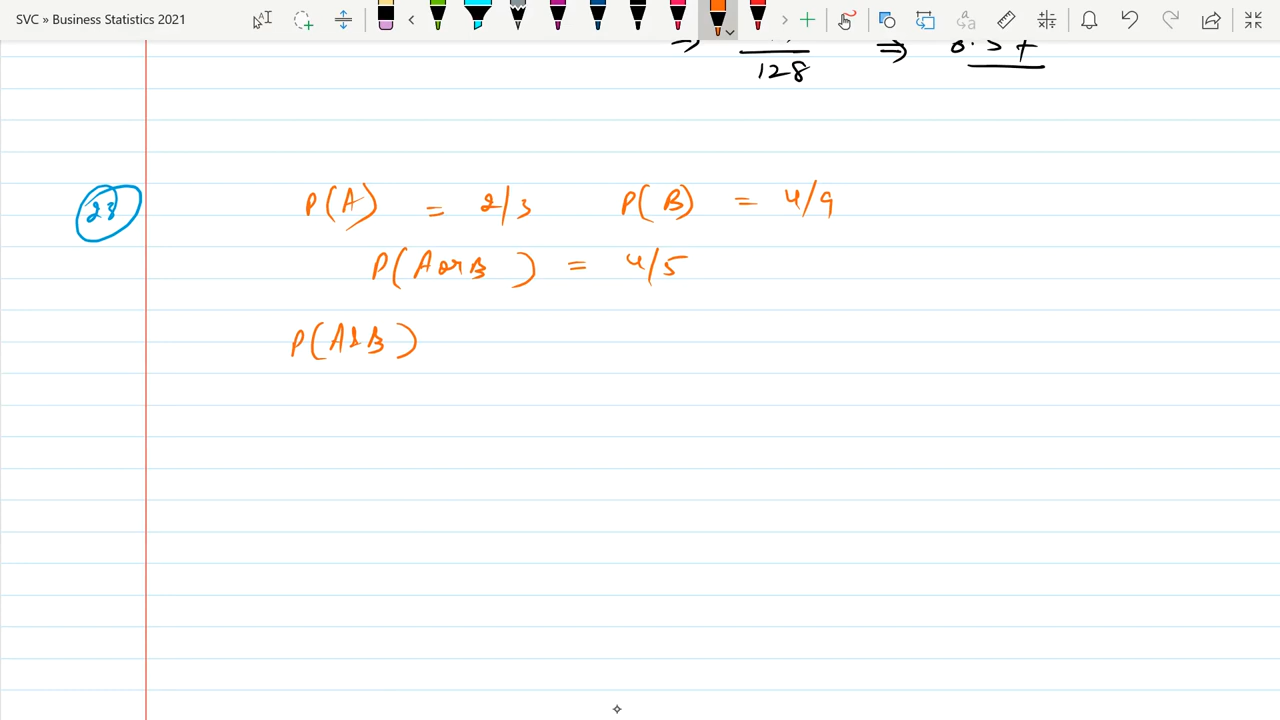 SVC » Business Statistics 2021
⇒ 128 ⇒
23 P(A) = 2/3 P(B) = 4/9
P(A or B) = 4/5
P(A & B)